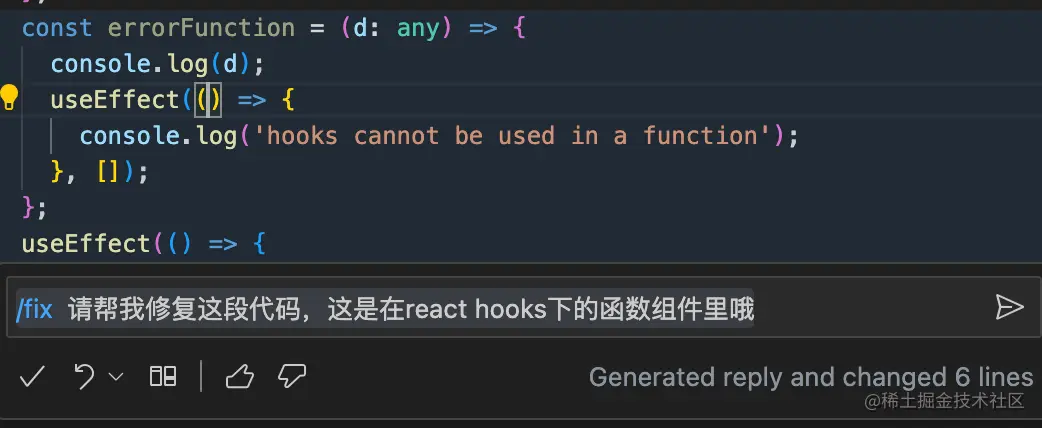 const errorFunction = (d: any) => {
console.log(d);
useEffect(() => {
console.log('hooks cannot be used in a function');
}, []);
};
useEffect(() => {
/fix 请帮我修复这段代码，这是在react hooks下的函数组件里哦
Generated reply and changed 6 lines
@稀土掘金技术社区